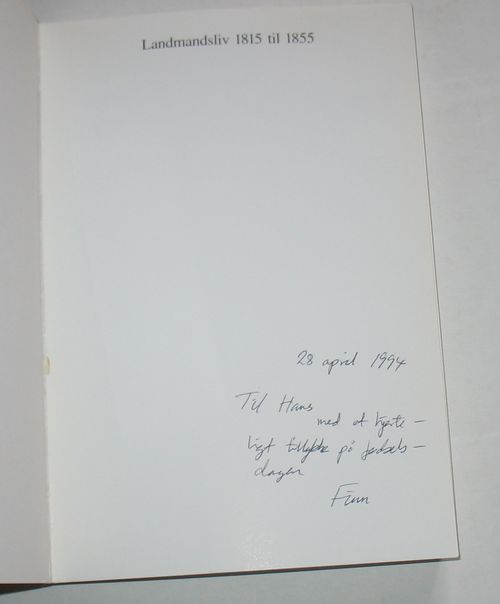 Landmandsliv 1815 til 1855
28 april 1994
Til Hans
med et hjerte-
ligt tillykke på fødsels-
dagen
Finn